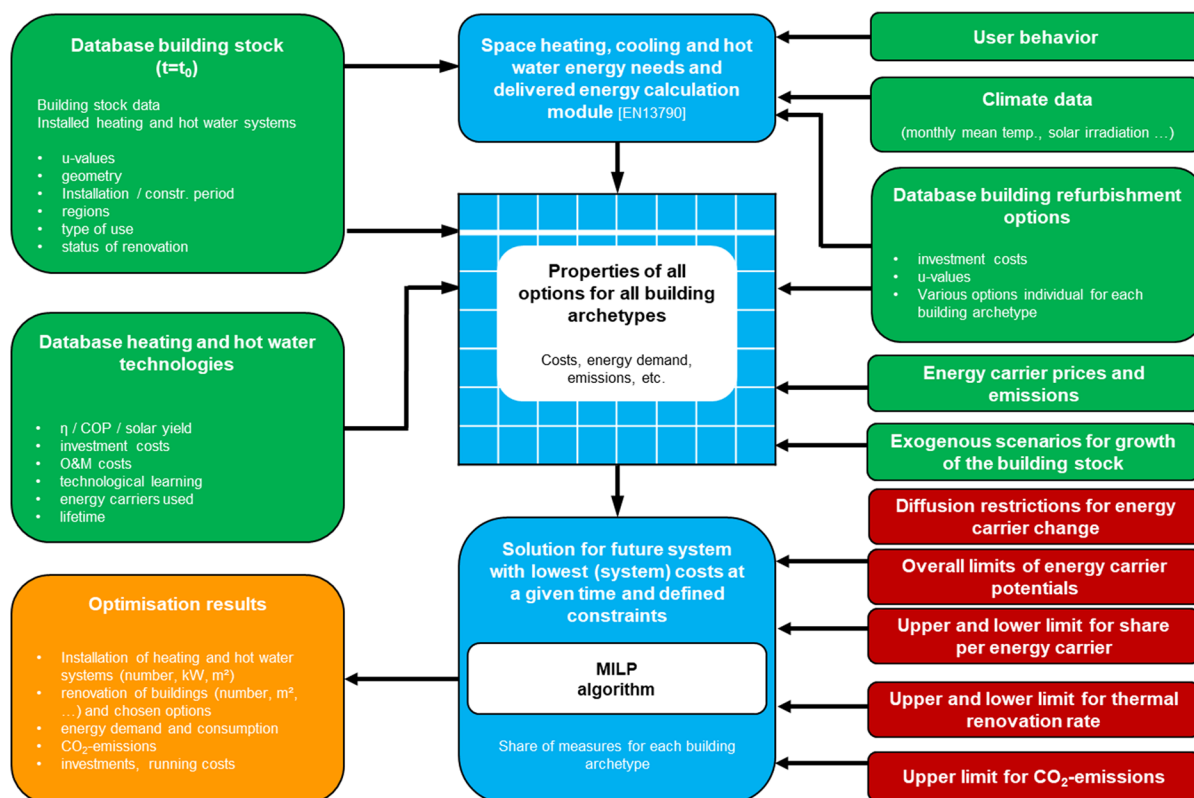 Database building stock
(t=t₀)
Building stock data
Installed heating and hot water systems
• u-values
• geometry
• Installation / constr. period
• regions
• type of use
• status of renovation
Database heating and hot water
technologies
• η / COP / solar yield
• investment costs
• O&M costs
• technological learning
• energy carriers used
• lifetime
Optimisation results
• Installation of heating and hot water
systems (number, kW, m²)
• renovation of buildings (number, m²,
…) and chosen options
• energy demand and consumption
• CO₂-emissions
• investments, running costs
Space heating, cooling and hot
water energy needs and
delivered energy calculation
module [EN13790]
Properties of all
options for all building
archetypes
Costs, energy demand,
emissions, etc.
Solution for future system
with lowest (system) costs at
a given time and defined
constraints
MILP
algorithm
Share of measures for each building
archetype
User behavior
Climate data
(monthly mean temp., solar irradiation …)
Database building refurbishment
options
• investment costs
• u-values
• Various options individual for each
building archetype
Energy carrier prices and
emissions
Exogenous scenarios for growth
of the building stock
Diffusion restrictions for energy
carrier change
Overall limits of energy carrier
potentials
Upper and lower limit for share
per energy carrier
Upper and lower limit for thermal
renovation rate
Upper limit for CO₂-emissions